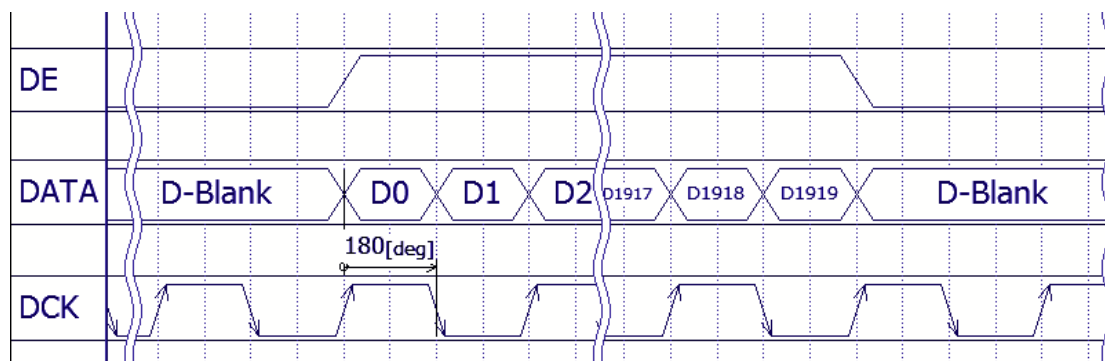 DE
DATA D-Blank D0 D1 D2 D1917 D1918 D1919 D-Blank
180[deg]
DCK